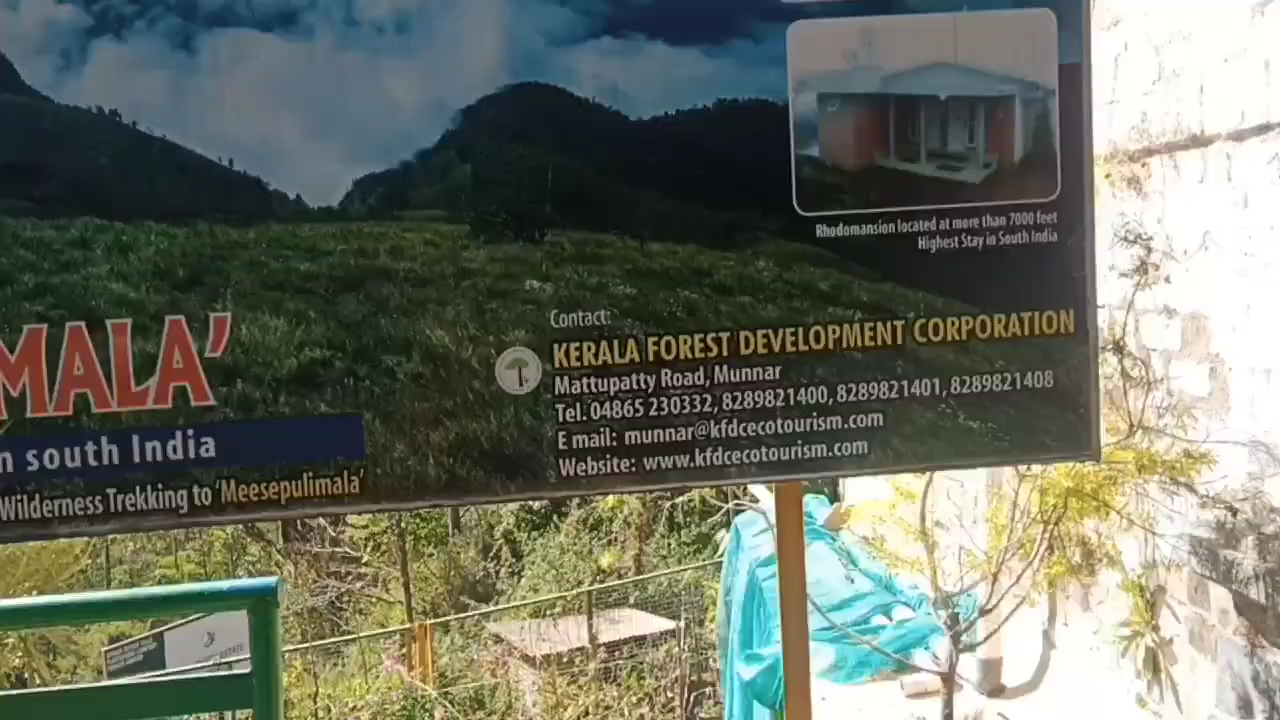 Rhodomansion located at more than 7000 feet
Highest Stay in South India
MALA’
n south India
Wilderness Trekking to ‘Meesepulimala’
Contact:
KERALA FOREST DEVELOPMENT CORPORATION
Mattupatty Road, Munnar
Tel. 04865 230332, 8289821400, 8289821401, 8289821408
E mail: munnar@kfdcecotourism.com
Website: www.kfdcecotourism.com